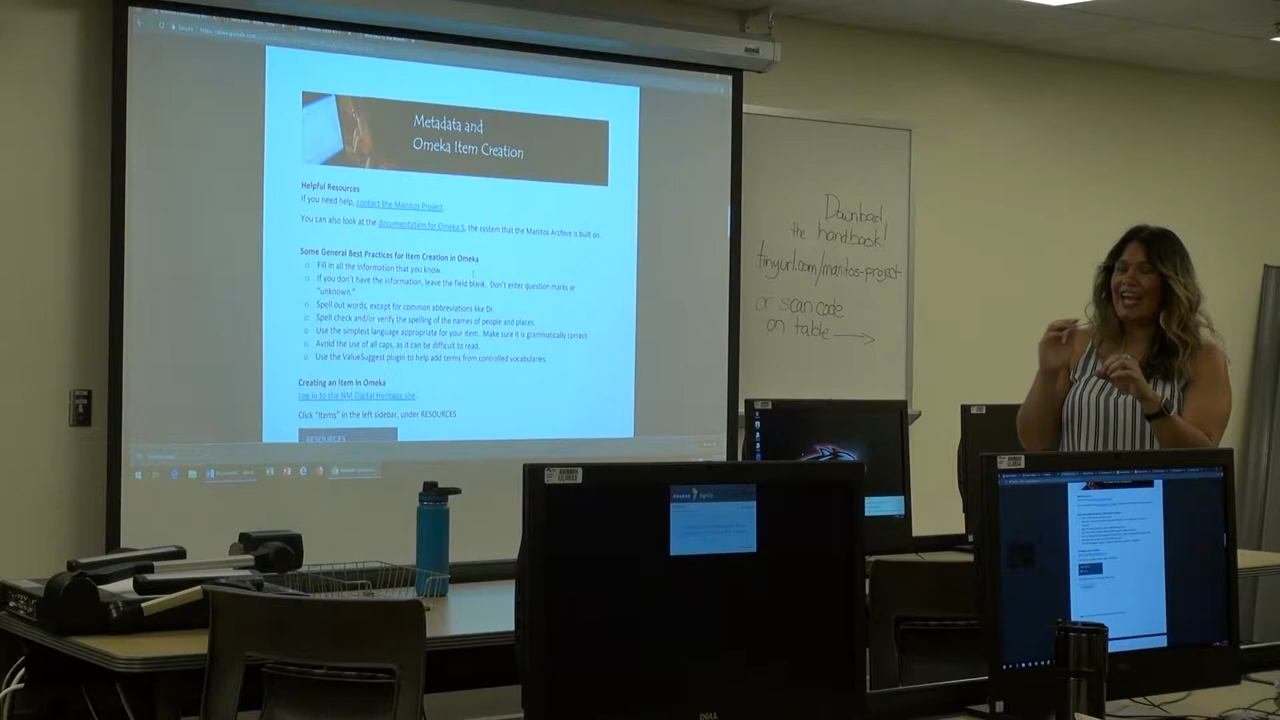 Metadata and
Omeka Item Creation
Helpful Resources
If you need help, contact the Manitos Project.
You can also look at the documentation for Omeka S, the system that the Manitos Archive is built on.
Some General Best Practices for Item Creation in Omeka
Fill in all the information that you know.
If you don't have the information, leave the field blank. Don't enter question marks or
"unknown."
Spell out words, except for common abbreviations like Dr.
Spell check and/or verify the spelling of the names of people and places.
Use the simplest language appropriate for your item. Make sure it is grammatically correct
Avoid the use of all caps, as it can be difficult to read.
Use the ValueSuggest plugin to help add terms from controlled vocabularies.
Creating an Item in Omeka
Log in to the NM Digital Heritage site.
Click "Items" in the left sidebar, under RESOURCES
RESOURCES
Download
the handbook!
tinyurl.com/manitos-project
or scan code
on table
Access
DELL